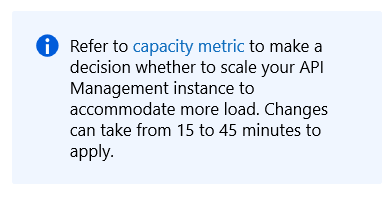 Refer to capacity metric to make a
decision whether to scale your API
Management instance to
accommodate more load. Changes
can take from 15 to 45 minutes to
apply.